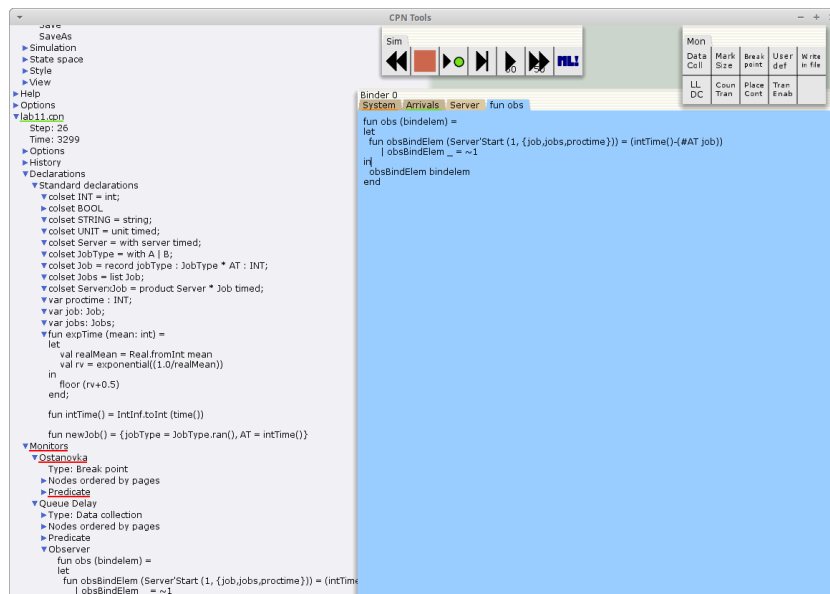 CPN Tools
Save
SaveAs
Simulation
State space
Style
View
Help
Options
lab11.cpn
Step: 26
Time: 3299
Options
History
Declarations
Standard declarations
colset INT = int;
colset BOOL
colset STRING = string;
colset UNIT = unit timed;
colset Server = with server timed;
colset JobType = with A | B;
colset Job = record jobType : JobType * AT : INT;
colset Jobs = list Job;
colset ServerxJob = product Server * Job timed;
var proctime : INT;
var job: Job;
var jobs: Jobs;
fun expTime (mean: int) =
let
val realMean = Real.fromInt mean
val rv = exponential((1.0/realMean))
in
floor (rv+0.5)
end;
fun intTime() = IntInf.toInt (time())
fun newJob() = {jobType = JobType.ran(), AT = intTime()}
Monitors
Ostanovka
Type: Break point
Nodes ordered by pages
Predicate
Queue Delay
Type: Data collection
Nodes ordered by pages
Predicate
Observer
fun obs (bindelem) =
let
fun obsBindElem (Server'Start (1, {job,jobs,proctime})) = (intTime
| obsBindElem _ = ~1
Sim
50
50
ML!
Mon
Data Coll
Mark Size
Break point
User def
Write in file
LL DC
Coun Tran
Place Cont
Tran Enab
Binder 0
System Arrivals Server fun obs
fun obs (bindelem) =
let
fun obsBindElem (Server'Start (1, {job,jobs,proctime})) = (intTime()-(#AT job))
| obsBindElem _ = ~1
in
obsBindElem bindelem
end